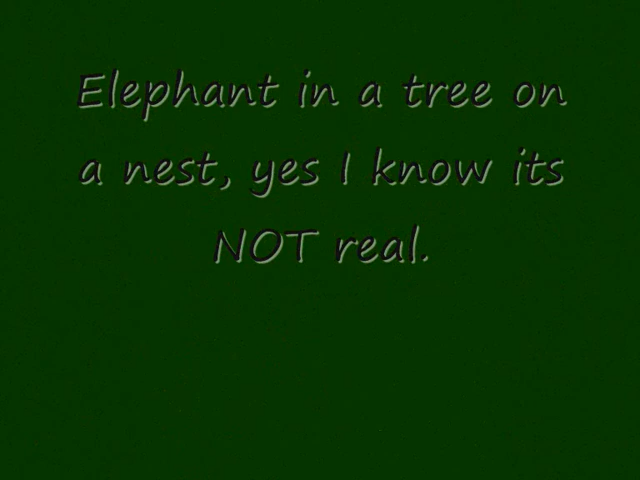 Elephant in a tree on
a nest, yes I know its
NOT real.